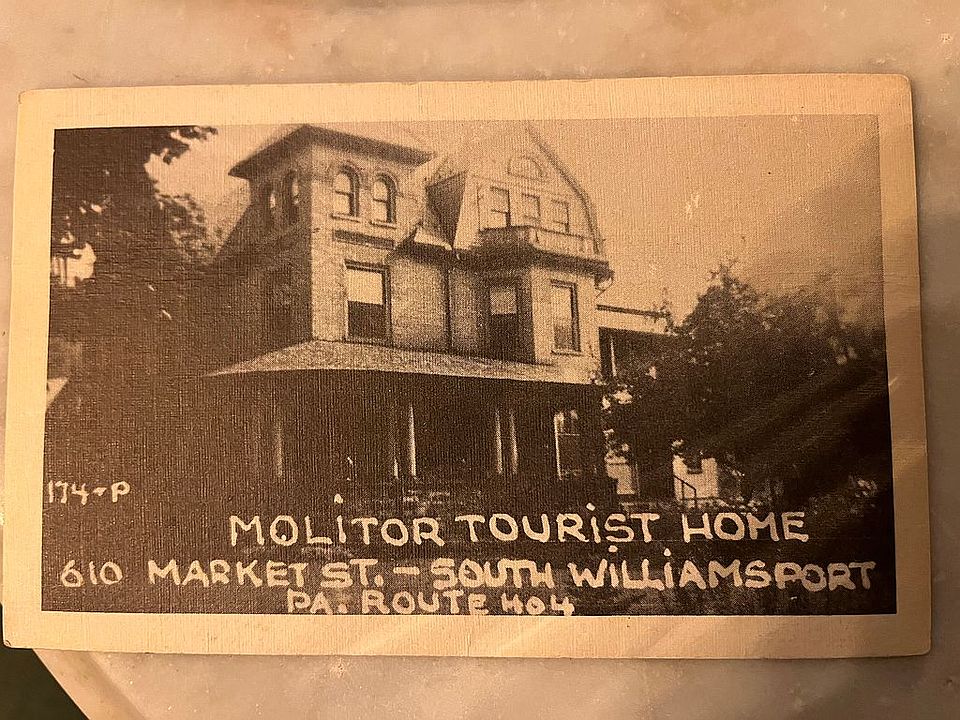 174-P
MOLiTOR TOURiST HOME
610 MARKET ST. - SOUTH WiLLiAMSPORT
PA. ROUTE 404